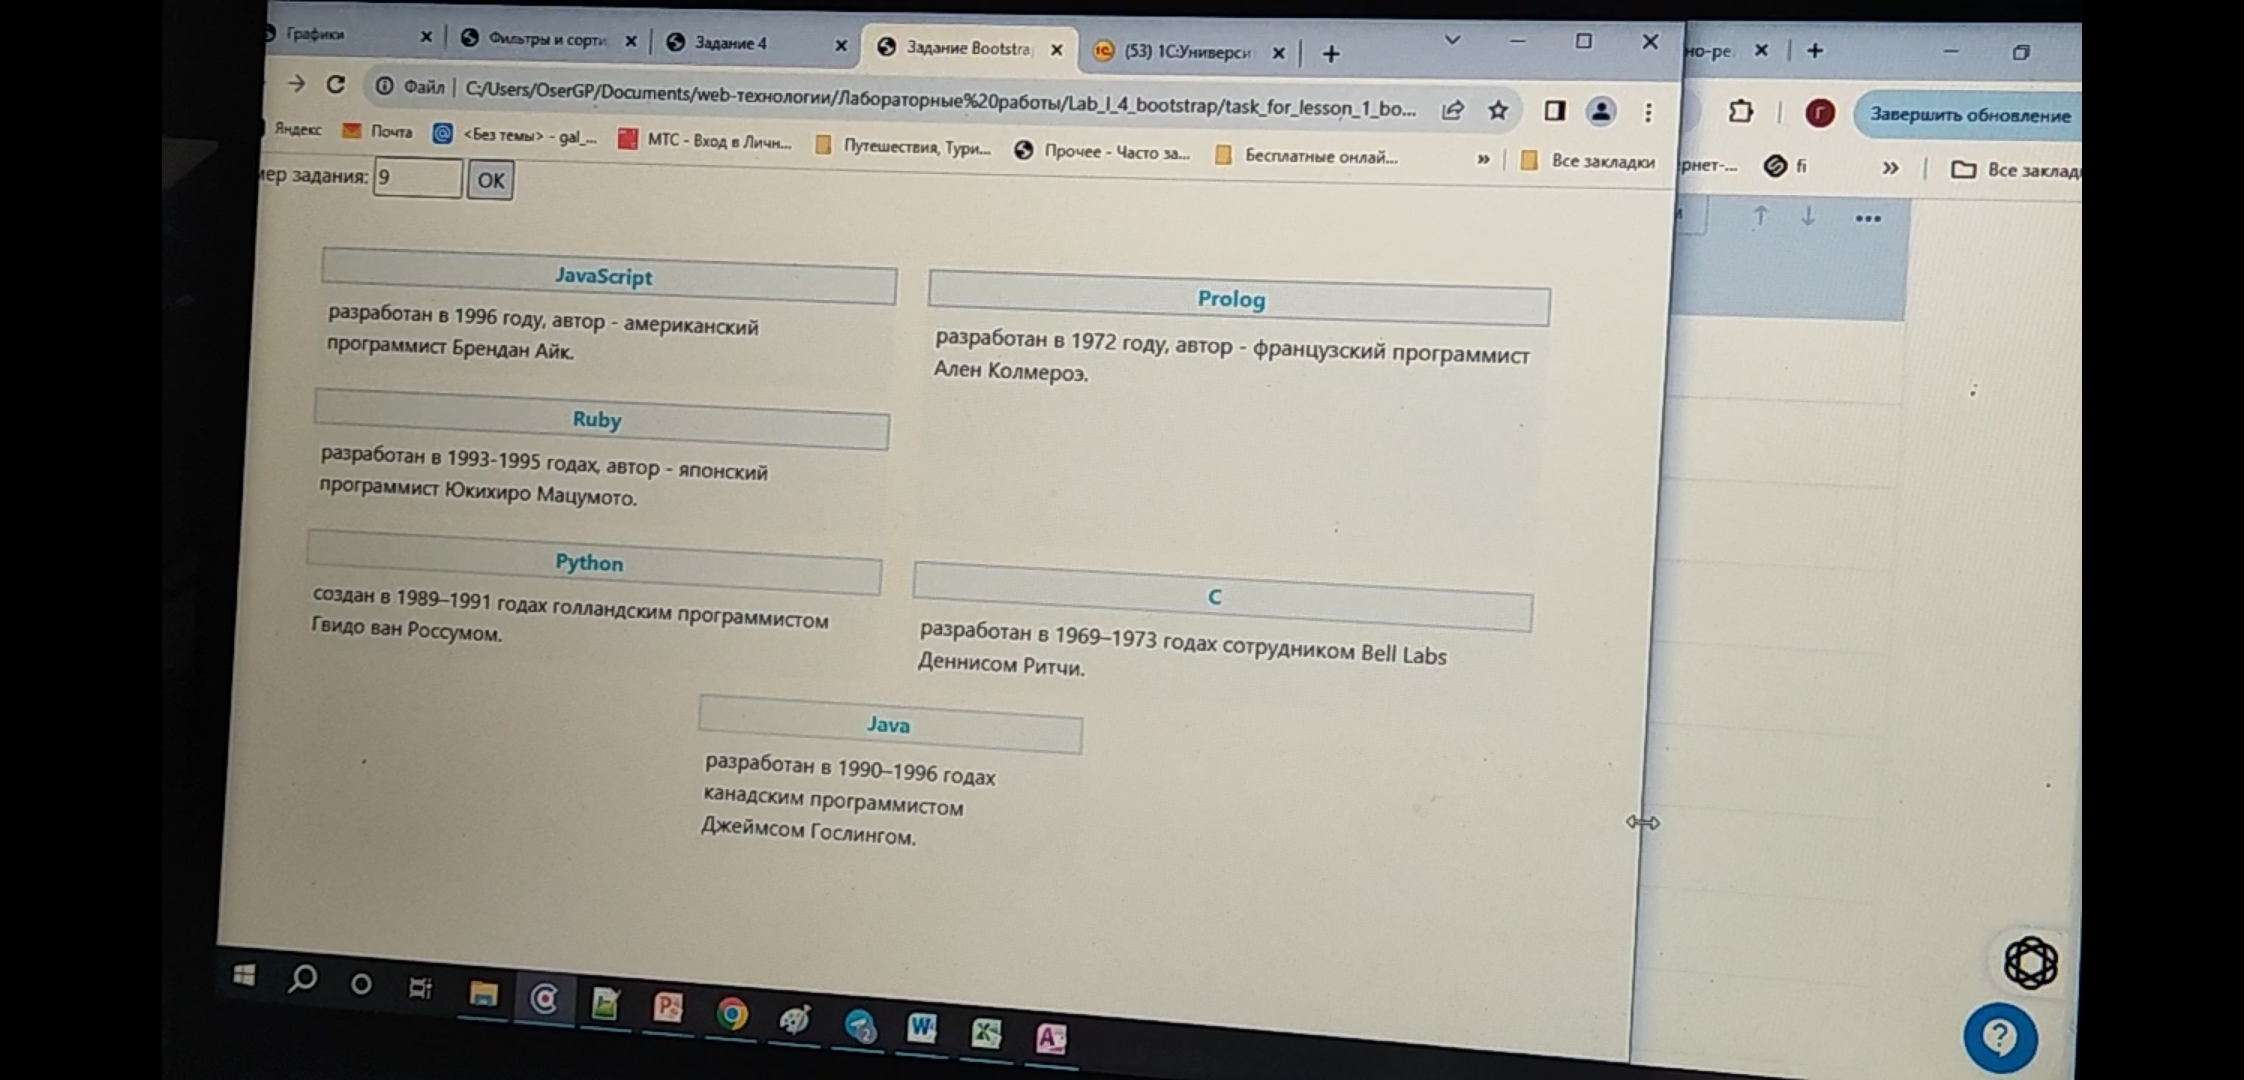 Графики
Фильтры и сорти
Задание 4
Задание Bootstra
(53) 1С:Универси
но-ре
Файл
C:/Users/OserGP/Documents/web-технологии/Лабораторные%20работы/Lab_I_4_bootstrap/task_for_lesson_1_bo...
Завершить обновление
Яндекс
Почта
<Без темы> - gal_...
МТС - Вход в Личн...
Путешествия, Тури...
Прочее - Часто за...
Бесплатные онлай...
»
Все закладки
рнет-...
fi
»
Все заклад
мер задания: 9 OK
JavaScript
разработан в 1996 году, автор - американский
программист Брендан Айк.
Prolog
разработан в 1972 году, автор - французский программист
Ален Колмероэ.
Ruby
разработан в 1993-1995 годах, автор - японский
программист Юкихиро Мацумото.
Python
создан в 1989–1991 годах голландским программистом
Гвидо ван Россумом.
C
разработан в 1969–1973 годах сотрудником Bell Labs
Деннисом Ритчи.
Java
разработан в 1990–1996 годах
канадским программистом
Джеймсом Гослингом.